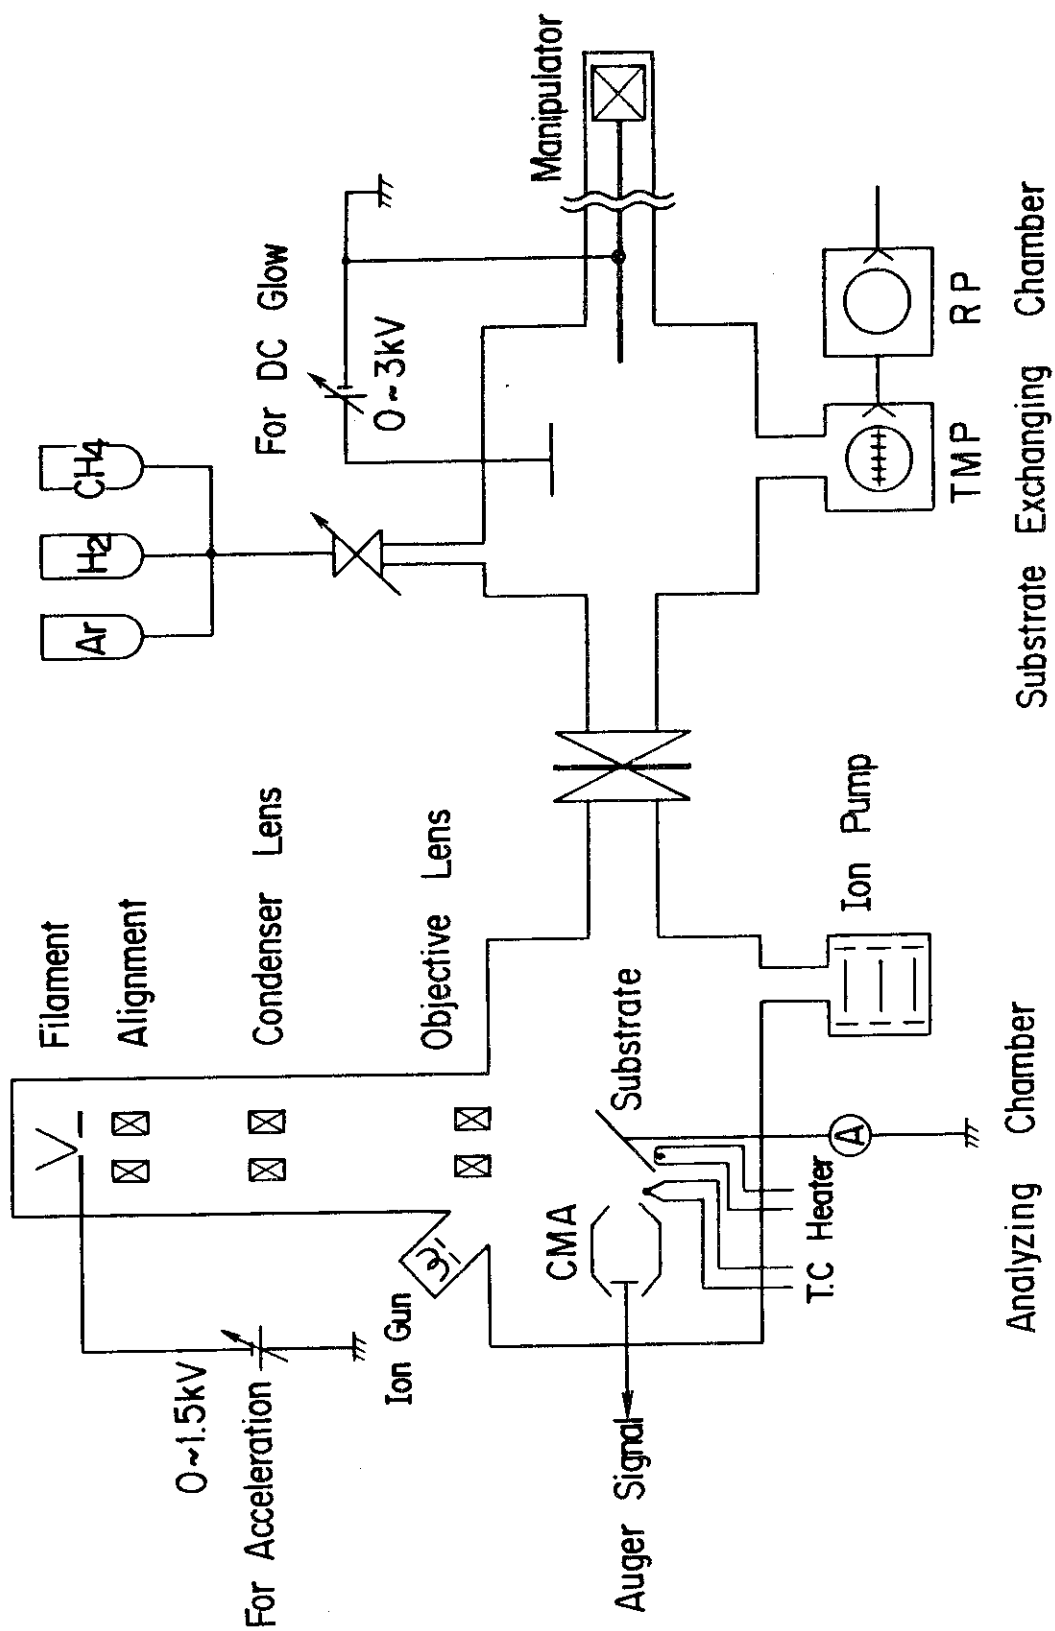 Ar
H2
CH4
For DC Glow
0~3kV
Manipulator
TMP
RP
Substrate Exchanging Chamber
Filament
Alignment
Condenser Lens
Objective Lens
0~1.5kV
For Acceleration
Ion Gun
CMA
Substrate
Auger Signal
T.C
Heater
A
Ion Pump
Analyzing Chamber